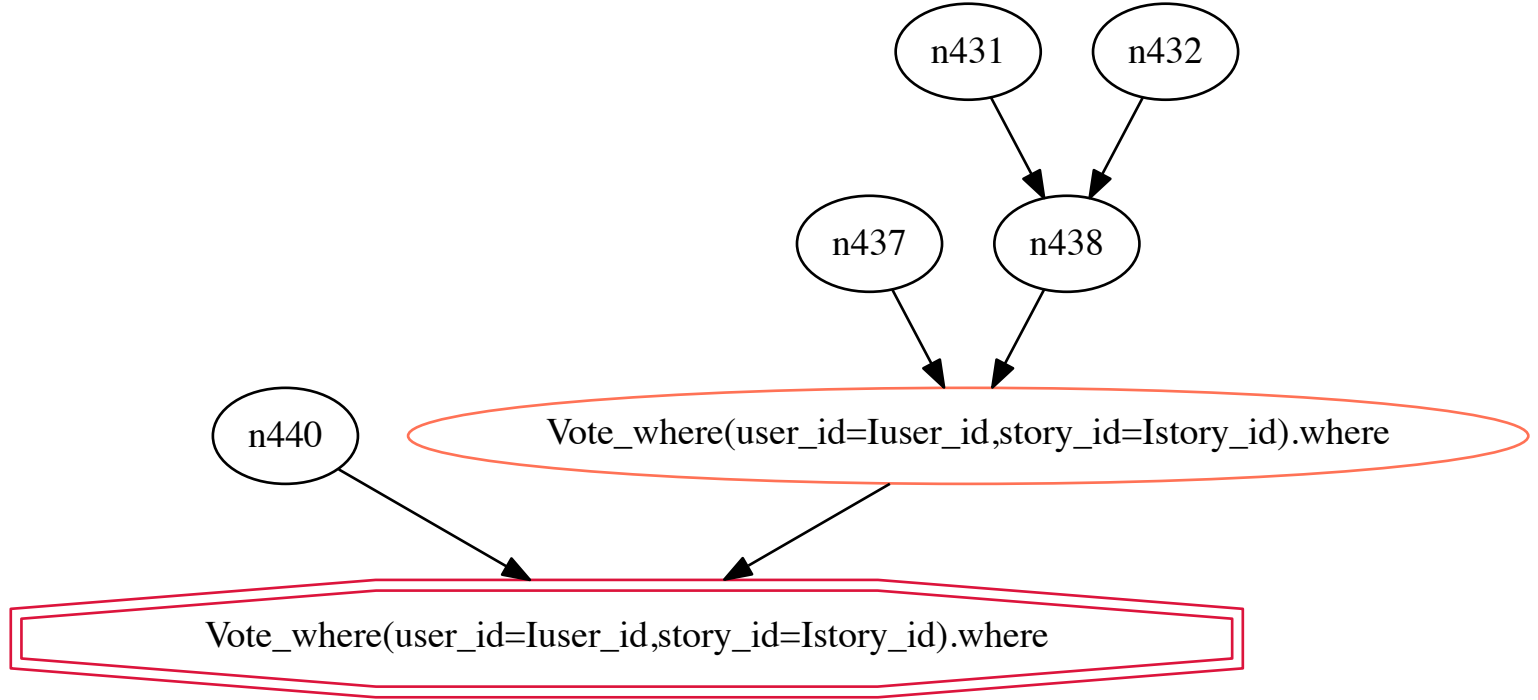 n431
n432
n437
n438
n440
Vote_where(user_id=Iuser_id,story_id=Istory_id).where
Vote_where(user_id=Iuser_id,story_id=Istory_id).where